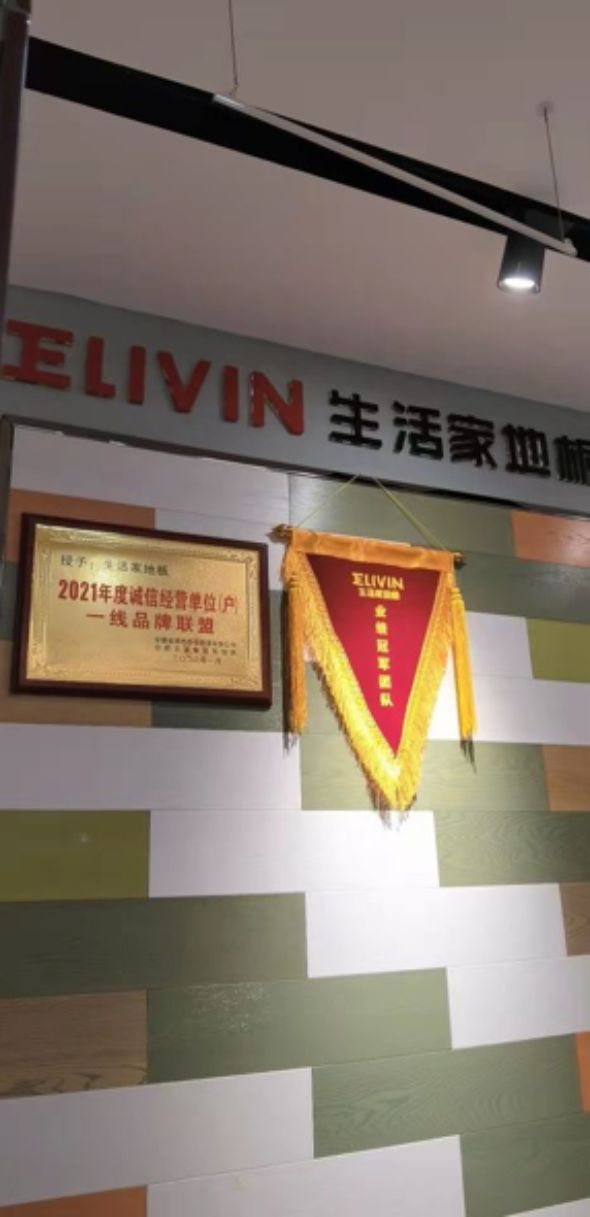 ELIVIN 生活家地板
授予：生活家地板
2021年度诚信经营单位(户)
一线品牌联盟
ELIVIN
生活家地板
业绩冠军团队